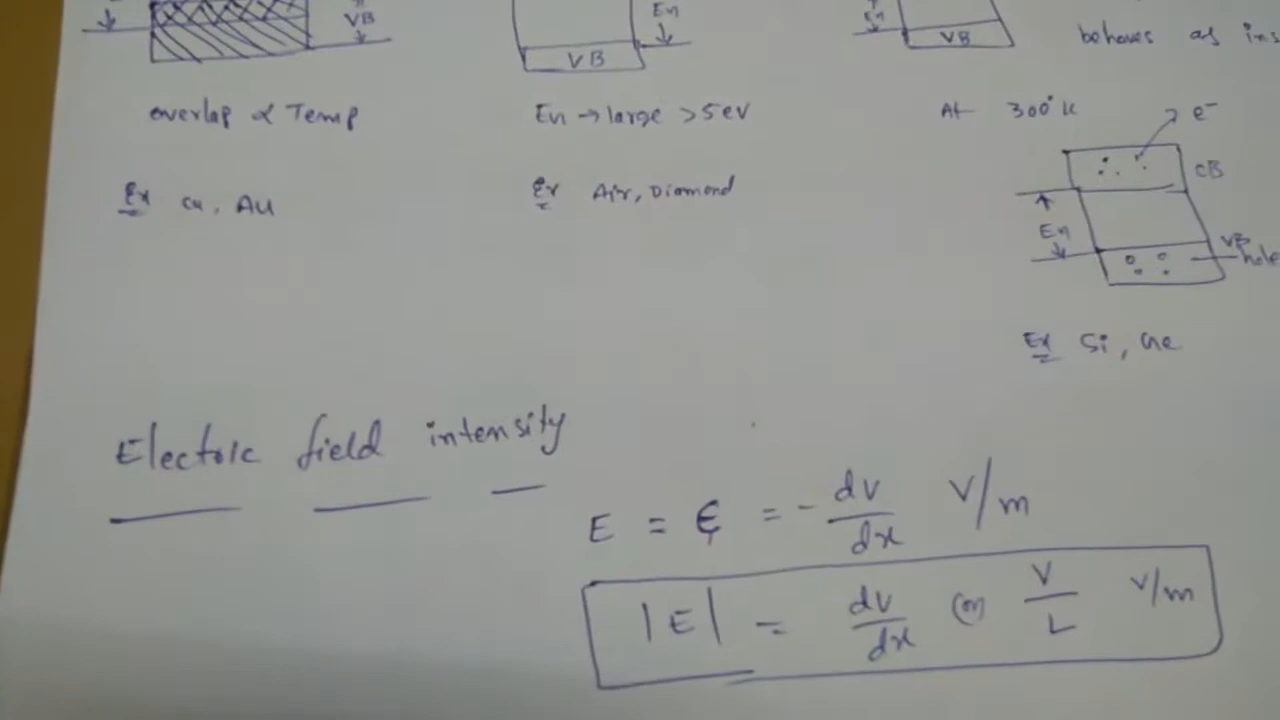 VB
En
VB
En
VB
behaves as ins
overlap ∝ Temp
En → large >5ev
At 300°K
e⁻
CB
En
VB
hole
Ex Cu, AU
Ex Air, Diamond
Ex Si, Ge
Electric field intensity
E = Ɛ = - dv/dx V/m
|E| = dv/dx (or) V/L V/m